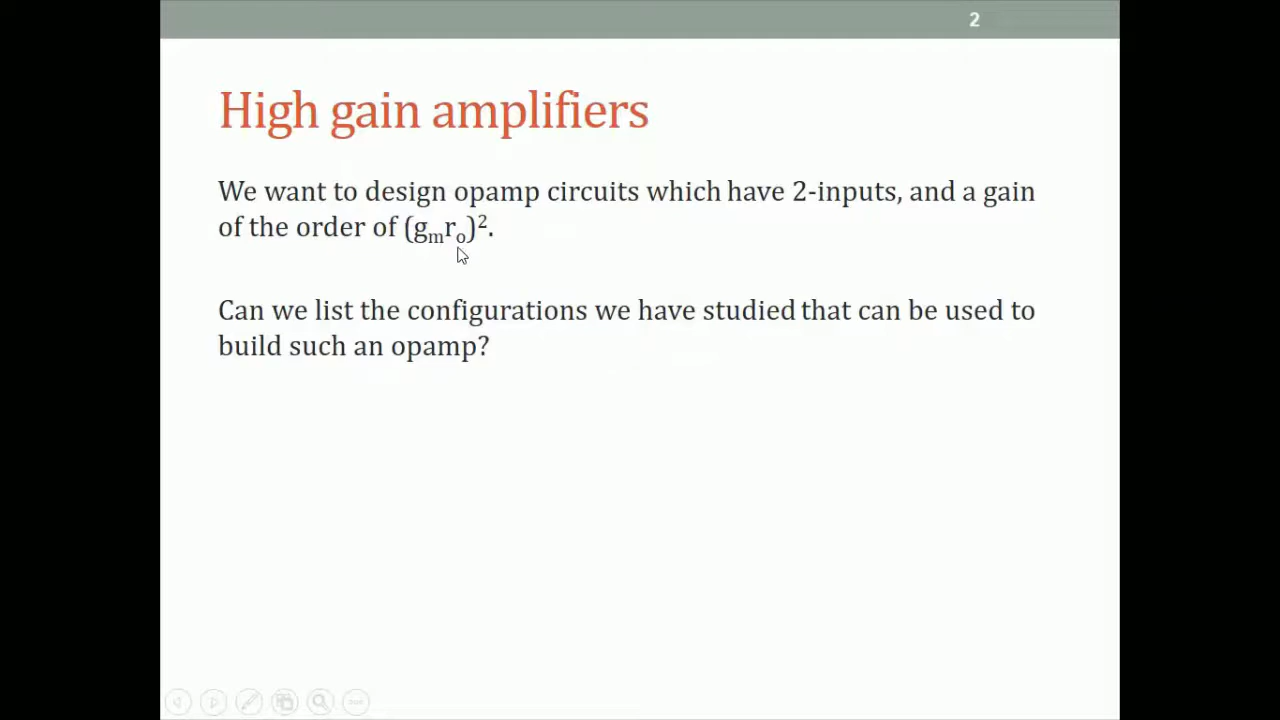 2
High gain amplifiers
We want to design opamp circuits which have 2-inputs, and a gain
of the order of (gₘrₒ)².
Can we list the configurations we have studied that can be used to
build such an opamp?